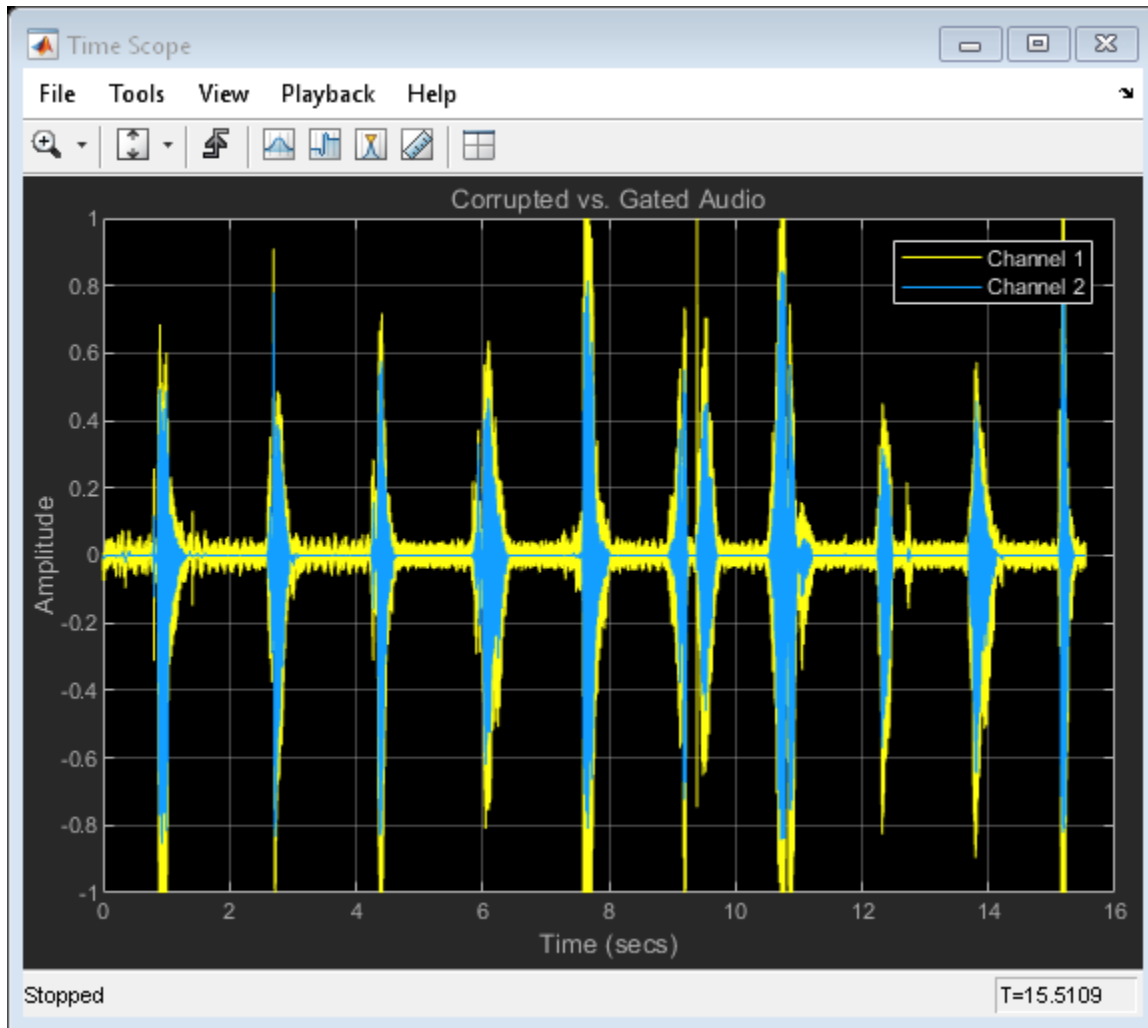 Time Scope
File Tools View Playback Help
Corrupted vs. Gated Audio
Channel 1
Channel 2
1
0.8
0.6
0.4
0.2
0
-0.2
-0.4
-0.6
-0.8
-1
Amplitude
0 2 4 6 8 10 12 14 16
Time (secs)
Stopped T=15.5109